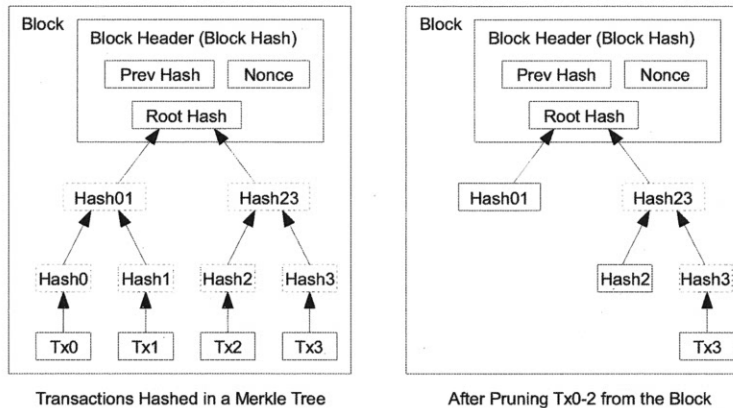 Block
Block Header (Block Hash)
Prev Hash
Nonce
Root Hash
Hash01
Hash23
Hash0
Hash1
Hash2
Hash3
Tx0
Tx1
Tx2
Tx3
Transactions Hashed in a Merkle Tree
Block
Block Header (Block Hash)
Prev Hash
Nonce
Root Hash
Hash01
Hash23
Hash2
Hash3
Tx3
After Pruning Tx0-2 from the Block